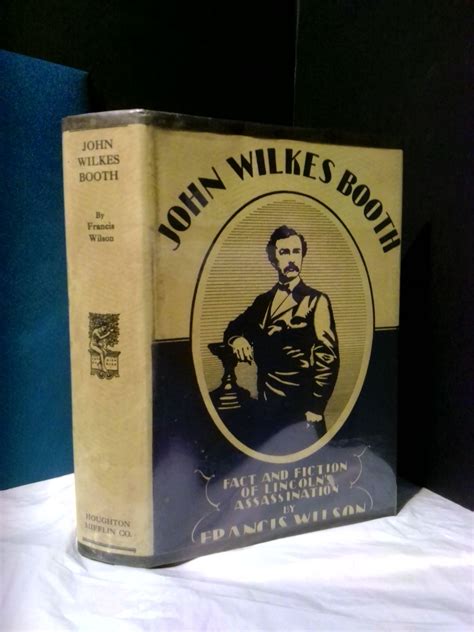 JOHN
WILKES
BOOTH
By
Francis
Wilson
HOUGHTON
MIFFLIN CO.
JOHN WILKES BOOTH
FACT AND FICTION
OF LINCOLN'S
ASSASSINATION
BY
FRANCIS WILSON